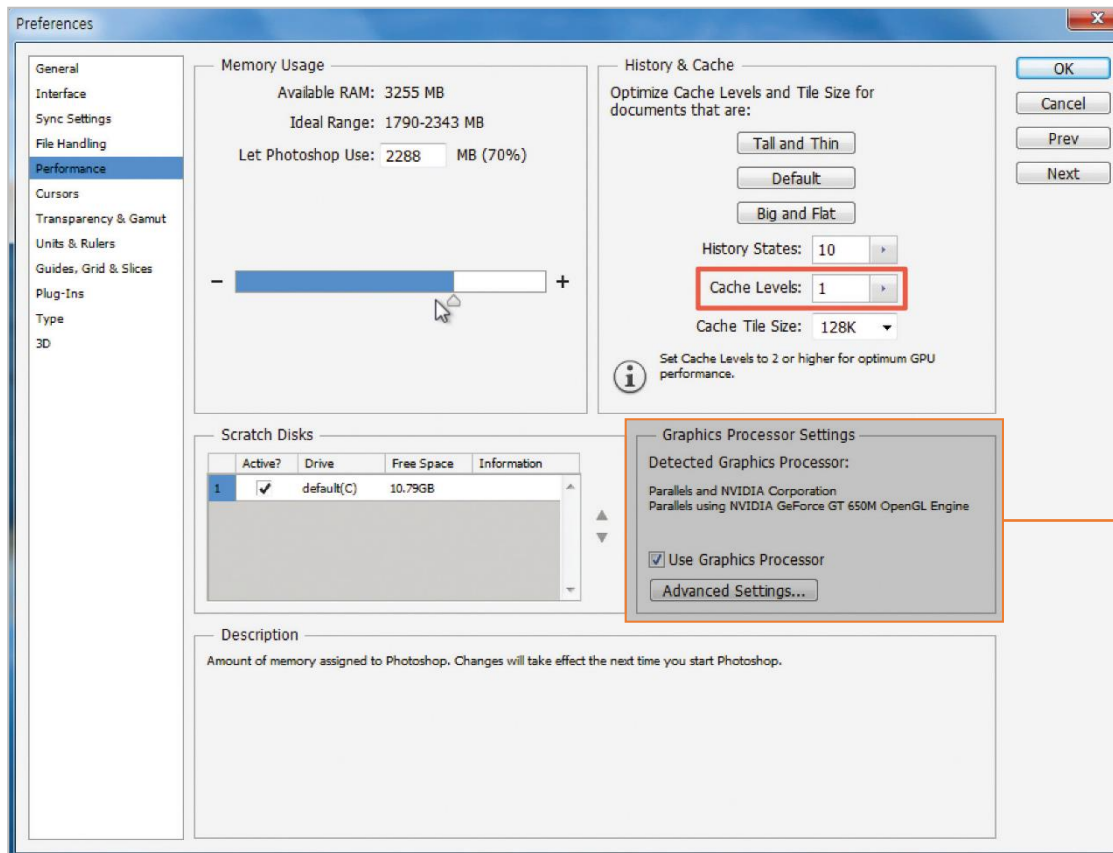 Preferences
X
General
Interface
Sync Settings
File Handling
Performance
Cursors
Transparency & Gamut
Units & Rulers
Guides, Grid & Slices
Plug-Ins
Type
3D
Memory Usage
Available RAM: 3255 MB
Ideal Range: 1790-2343 MB
Let Photoshop Use: 2288 MB (70%)
- +
History & Cache
Optimize Cache Levels and Tile Size for
documents that are:
Tall and Thin
Default
Big and Flat
History States: 10
Cache Levels: 1
Cache Tile Size: 128K
i
Set Cache Levels to 2 or higher for optimum GPU
performance.
OK
Cancel
Prev
Next
Scratch Disks
Active? Drive Free Space Information
1 default(C) 10.79GB
Graphics Processor Settings
Detected Graphics Processor:
Parallels and NVIDIA Corporation
Parallels using NVIDIA GeForce GT 650M OpenGL Engine
Use Graphics Processor
Advanced Settings...
Description
Amount of memory assigned to Photoshop. Changes will take effect the next time you start Photoshop.